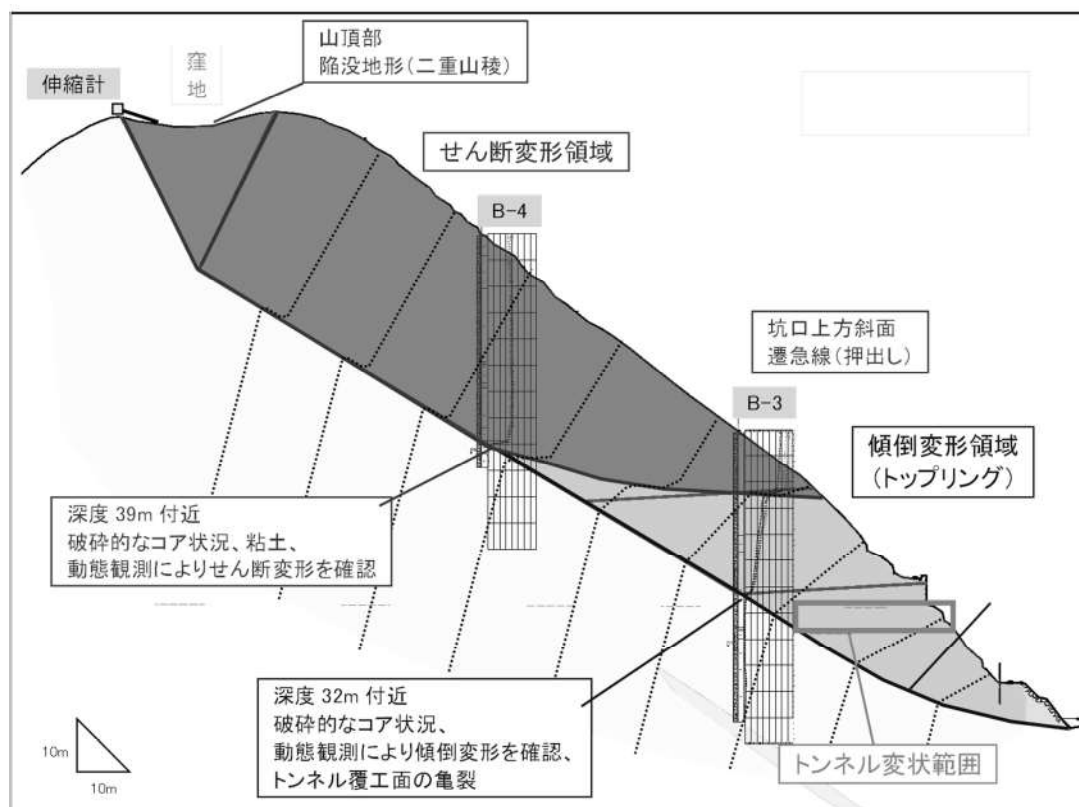 山頂部
陥没地形(二重山稜)
窪
地
伸縮計
せん断変形領域
B-4
坑口上方斜面
遷急線(押出し)
B-3
傾倒変形領域
(トップリング)
深度 39m 付近
破砕的なコア状況、粘土、
動態観測によりせん断変形を確認
深度 32m 付近
破砕的なコア状況、
動態観測により傾倒変形を確認、
トンネル覆工面の亀裂
トンネル変状範囲
10m
10m